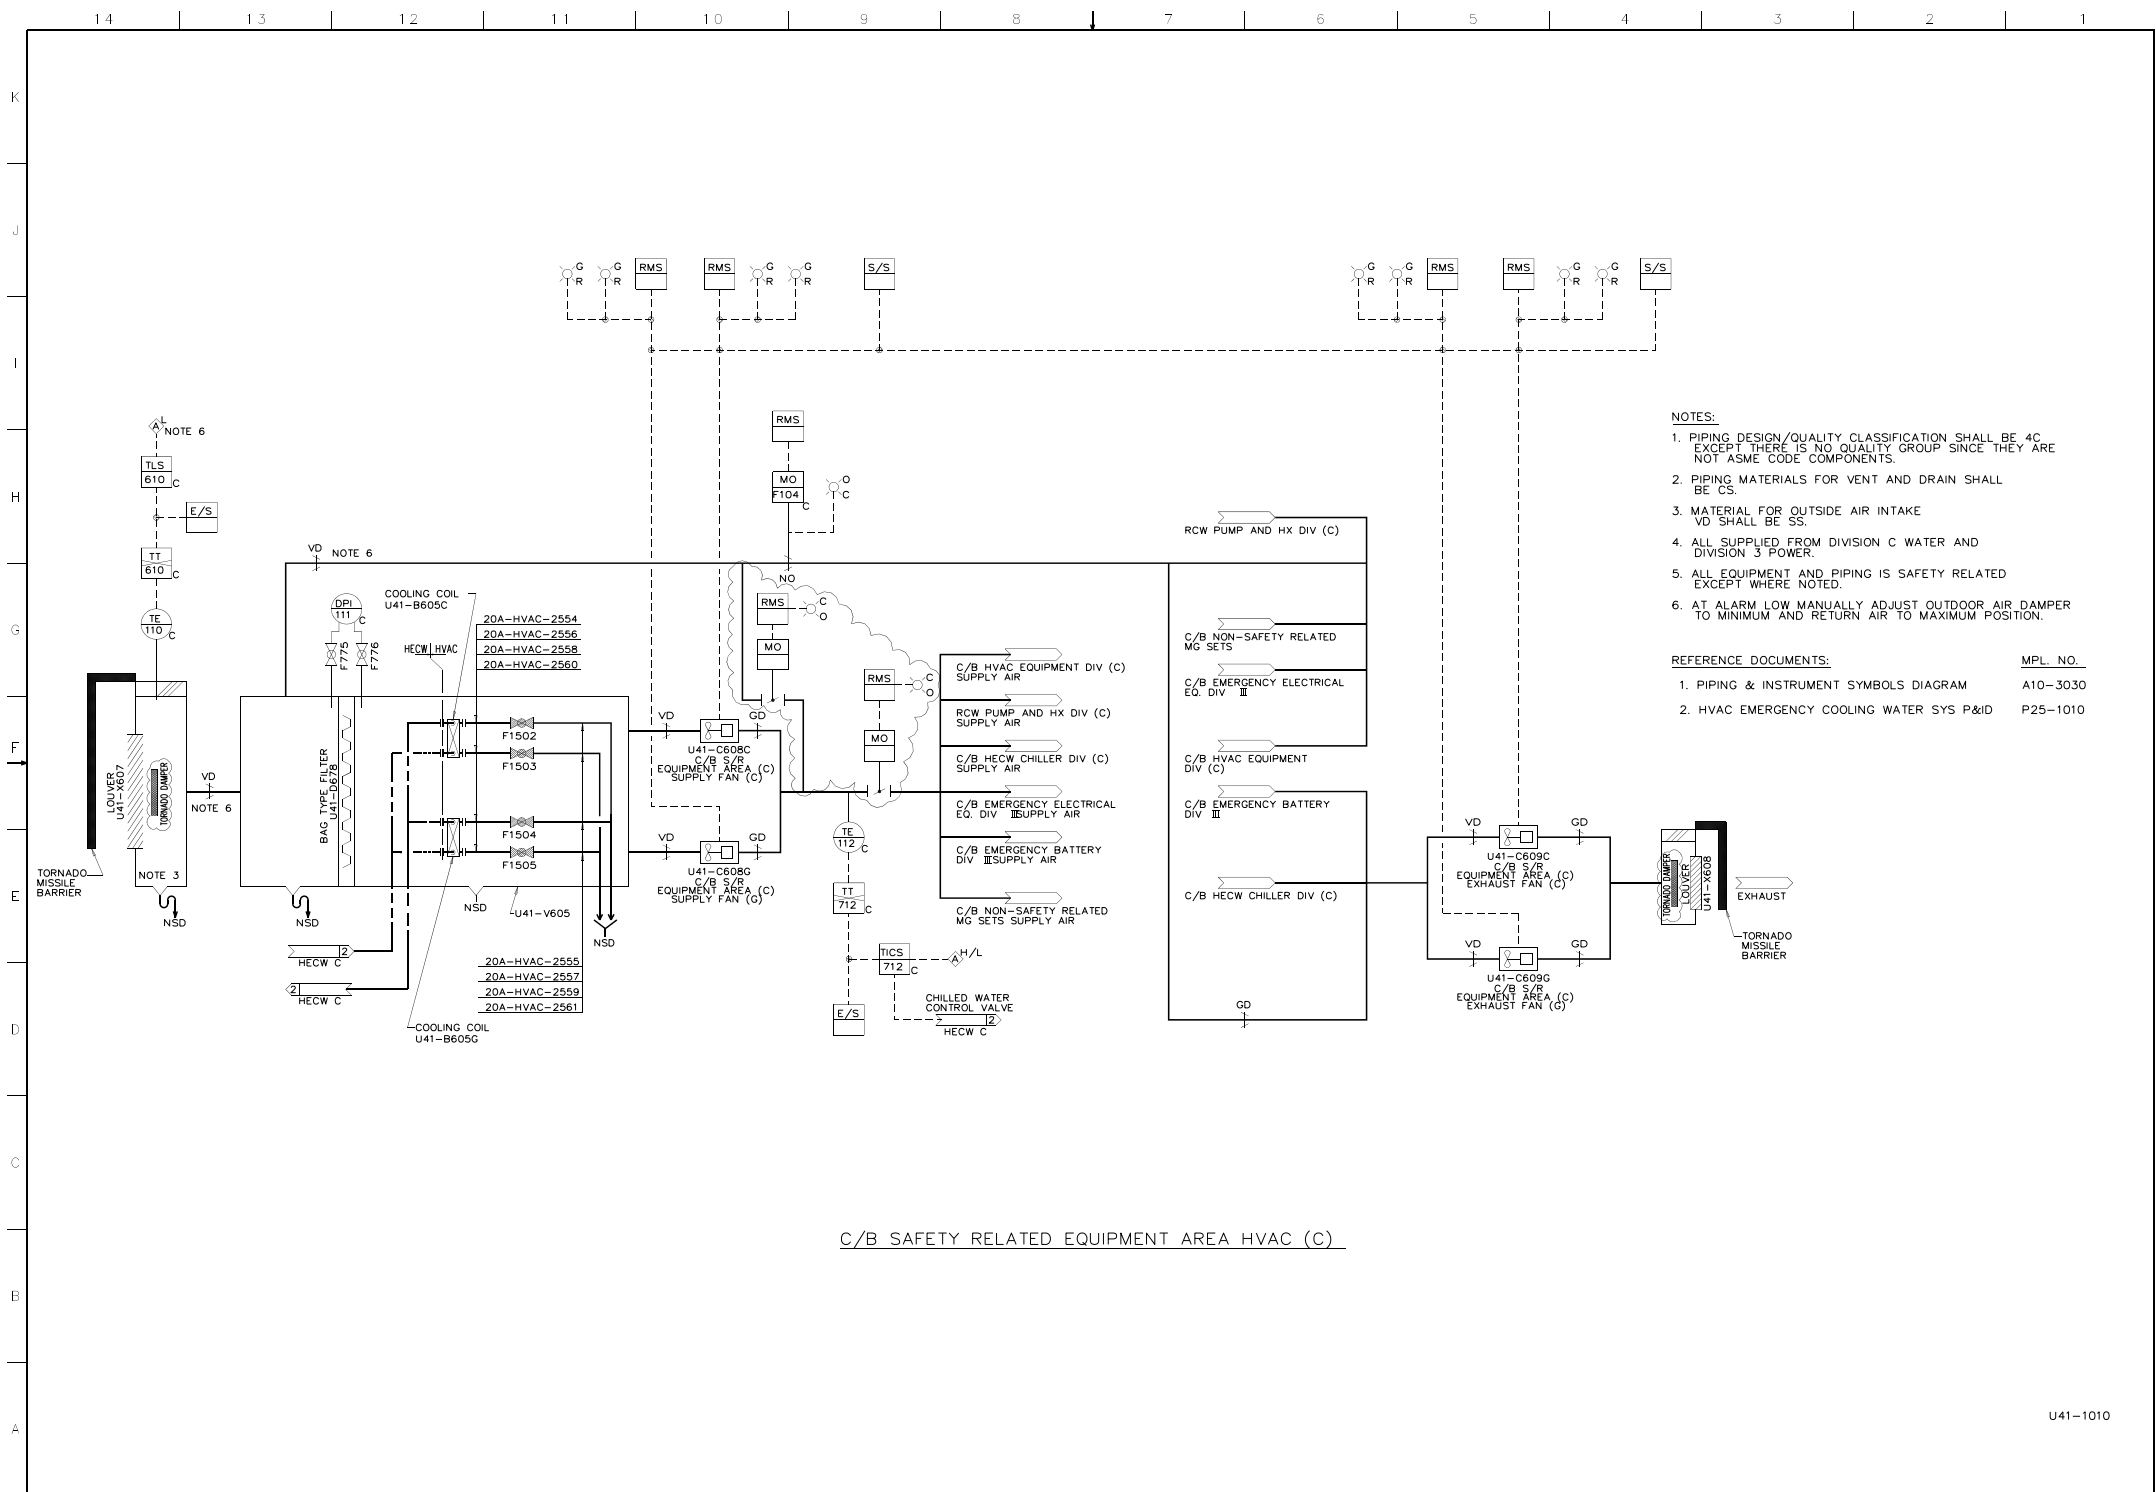 14 13 12 11 10 9 8 7 6 5 4 3 2 1
K
J
I
H
G
F
E
D
C
B
A
G
R
G
R
RMS
RMS
G
R
G
R
S/S
G
R
G
R
RMS
RMS
G
R
G
R
S/S
A
L
NOTE 6
TLS
610
C
E/S
TT
610
C
TE
110
C
RMS
MO
F104
C
O
C
NO
VD
NOTE 6
DPI
111
C
F775
F776
COOLING COIL
U41-B605C
HECW
HVAC
20A-HVAC-2554
20A-HVAC-2556
20A-HVAC-2558
20A-HVAC-2560
RMS
C
O
MO
RMS
C
O
MO
LOUVER
U41-X607
TORNADO DAMPER
VD
NOTE 6
NOTE 3
TORNADO
MISSILE
BARRIER
NSD
BAG TYPE FILTER
U41-D678
F1502
F1503
F1504
F1505
NSD
NSD
U41-V605
NSD
HECW C
2
HECW C
2
20A-HVAC-2555
20A-HVAC-2557
20A-HVAC-2559
20A-HVAC-2561
COOLING COIL
U41-B605G
VD
GD
U41-C608C
C/B S/R
EQUIPMENT AREA (C)
SUPPLY FAN (C)
VD
GD
U41-C608G
C/B S/R
EQUIPMENT AREA (C)
SUPPLY FAN (G)
TE
112
C
TT
712
C
TICS
712
C
A
H/L
E/S
CHILLED WATER
CONTROL VALVE
2
HECW C
C/B HVAC EQUIPMENT DIV (C)
SUPPLY AIR
RCW PUMP AND HX DIV (C)
SUPPLY AIR
C/B HECW CHILLER DIV (C)
SUPPLY AIR
C/B EMERGENCY ELECTRICAL
EQ. DIV III SUPPLY AIR
C/B EMERGENCY BATTERY
DIV III SUPPLY AIR
C/B NON-SAFETY RELATED
MG SETS SUPPLY AIR
RCW PUMP AND HX DIV (C)
C/B NON-SAFETY RELATED
MG SETS
C/B EMERGENCY ELECTRICAL
EQ. DIV III
C/B HVAC EQUIPMENT
DIV (C)
C/B EMERGENCY BATTERY
DIV III
C/B HECW CHILLER DIV (C)
GD
VD
GD
U41-C609C
C/B S/R
EQUIPMENT AREA (C)
EXHAUST FAN (C)
VD
GD
U41-C609G
C/B S/R
EQUIPMENT AREA (C)
EXHAUST FAN (G)
TORNADO DAMPER
LOUVER
U41-X608
EXHAUST
TORNADO
MISSILE
BARRIER
NOTES:
1. PIPING DESIGN/QUALITY CLASSIFICATION SHALL BE 4C
EXCEPT THERE IS NO QUALITY GROUP SINCE THEY ARE
NOT ASME CODE COMPONENTS.
2. PIPING MATERIALS FOR VENT AND DRAIN SHALL
BE CS.
3. MATERIAL FOR OUTSIDE AIR INTAKE
VD SHALL BE SS.
4. ALL SUPPLIED FROM DIVISION C WATER AND
DIVISION 3 POWER.
5. ALL EQUIPMENT AND PIPING IS SAFETY RELATED
EXCEPT WHERE NOTED.
6. AT ALARM LOW MANUALLY ADJUST OUTDOOR AIR DAMPER
TO MINIMUM AND RETURN AIR TO MAXIMUM POSITION.
REFERENCE DOCUMENTS: MPL. NO.
1. PIPING & INSTRUMENT SYMBOLS DIAGRAM A10-3030
2. HVAC EMERGENCY COOLING WATER SYS P&ID P25-1010
C/B SAFETY RELATED EQUIPMENT AREA HVAC (C)
U41-1010